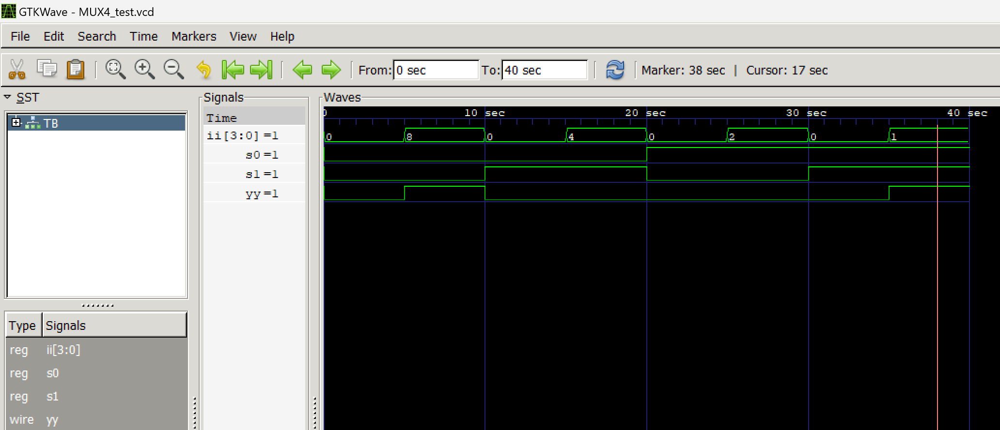 GTKWave - MUX4_test.vcd
File Edit Search Time Markers View Help
From: 0 sec To: 40 sec Marker: 38 sec | Cursor: 17 sec
SST
TB
Type Signals
reg ii[3:0]
reg s0
reg s1
wire yy
Signals
Time
ii[3:0] =1
s0 =1
s1 =1
yy =1
Waves
0 10 sec 20 sec 30 sec 40 sec
0 8 0 4 0 2 0 1